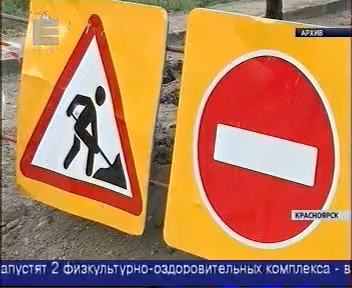 АРХИВ
КРАСНОЯРСК
апустят 2 физкультурно-оздоровительных комплекса - в